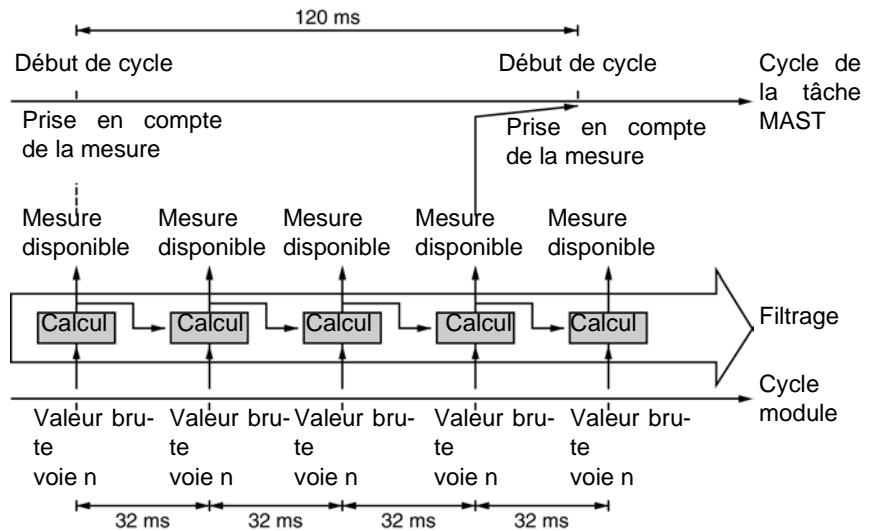 120 ms
Début de cycle
Début de cycle
Cycle de
la tâche
MAST
Prise en compte
de la mesure
Prise en compte
de la mesure
Mesure
disponible
Mesure
disponible
Mesure
disponible
Mesure
disponible
Mesure
disponible
Calcul
Calcul
Calcul
Calcul
Calcul
Filtrage
Cycle
module
Valeur bru-
te
voie n
Valeur bru-
te
voie n
Valeur bru-
te
voie n
Valeur bru-
te
voie n
Valeur bru-
te
voie n
32 ms
32 ms
32 ms
32 ms